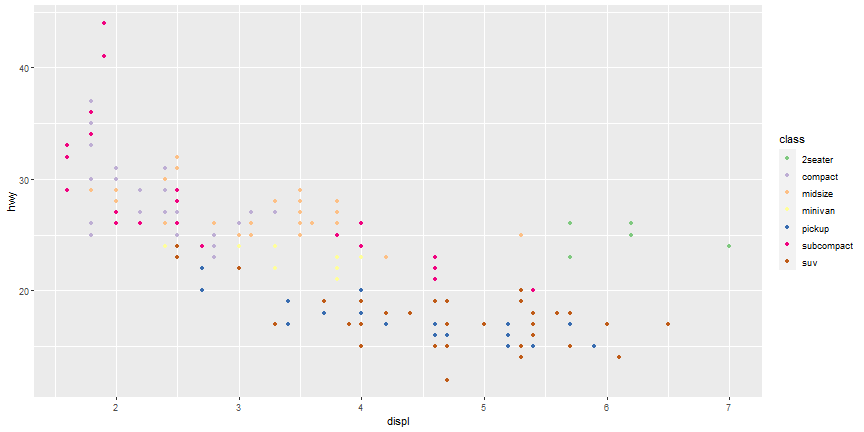 hwy
40
30
20
2 3 4 5 6 7
displ
class
2seater
compact
midsize
minivan
pickup
subcompact
suv